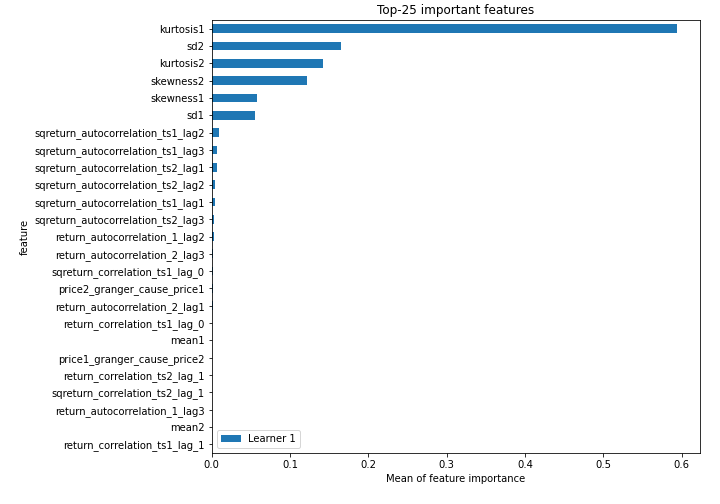 Top-25 important features
kurtosis1
sd2
kurtosis2
skewness2
skewness1
sd1
sqreturn_autocorrelation_ts1_lag2
sqreturn_autocorrelation_ts1_lag3
sqreturn_autocorrelation_ts2_lag1
sqreturn_autocorrelation_ts2_lag2
sqreturn_autocorrelation_ts1_lag1
sqreturn_autocorrelation_ts2_lag3
return_autocorrelation_1_lag2
return_autocorrelation_2_lag3
sqreturn_correlation_ts1_lag_0
price2_granger_cause_price1
return_autocorrelation_2_lag1
return_correlation_ts1_lag_0
mean1
price1_granger_cause_price2
return_correlation_ts2_lag_1
sqreturn_correlation_ts2_lag_1
return_autocorrelation_1_lag3
mean2
return_correlation_ts1_lag_1
feature
Learner 1
0.0 0.1 0.2 0.3 0.4 0.5 0.6
Mean of feature importance